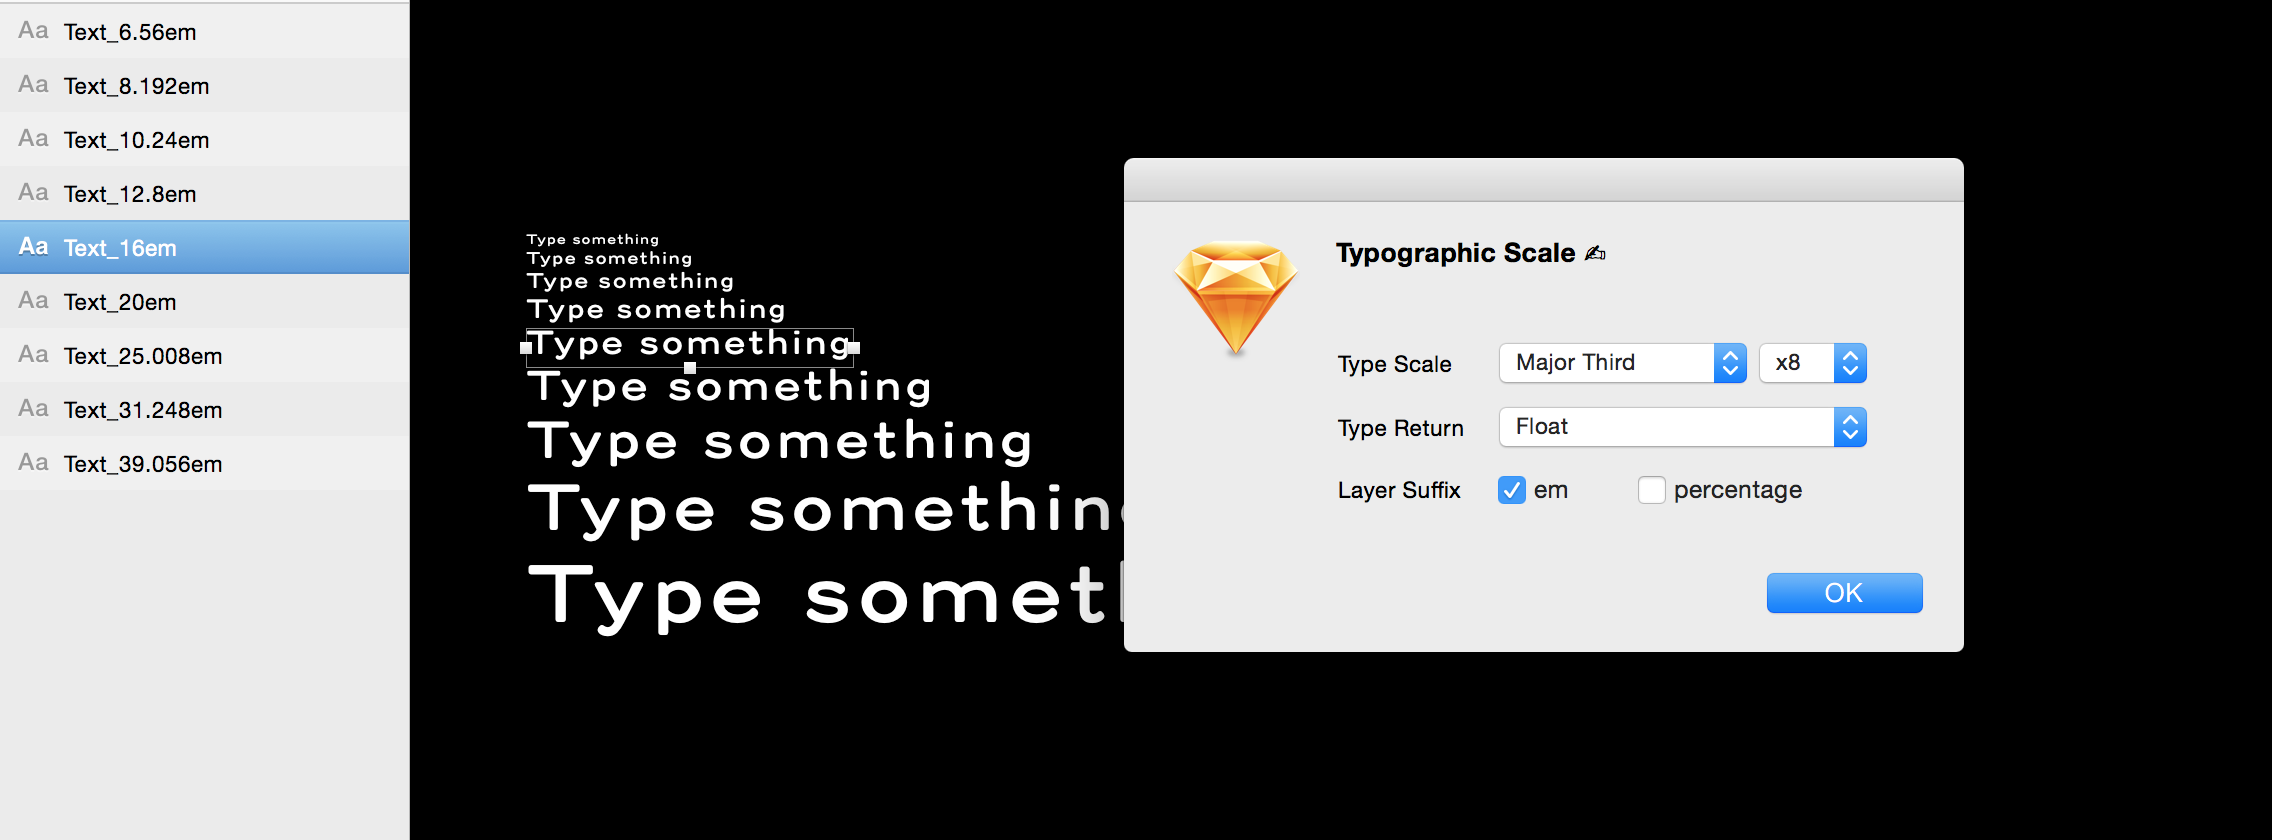 Aa Text_6.56em
Aa Text_8.192em
Aa Text_10.24em
Aa Text_12.8em
Aa Text_16em
Aa Text_20em
Aa Text_25.008em
Aa Text_31.248em
Aa Text_39.056em
Type something
Type something
Type something
Type something
Type something
Type something
Type something
Type somethin
Type somet
Typographic Scale ✍
Type Scale Major Third x8
Type Return Float
Layer Suffix em percentage
OK